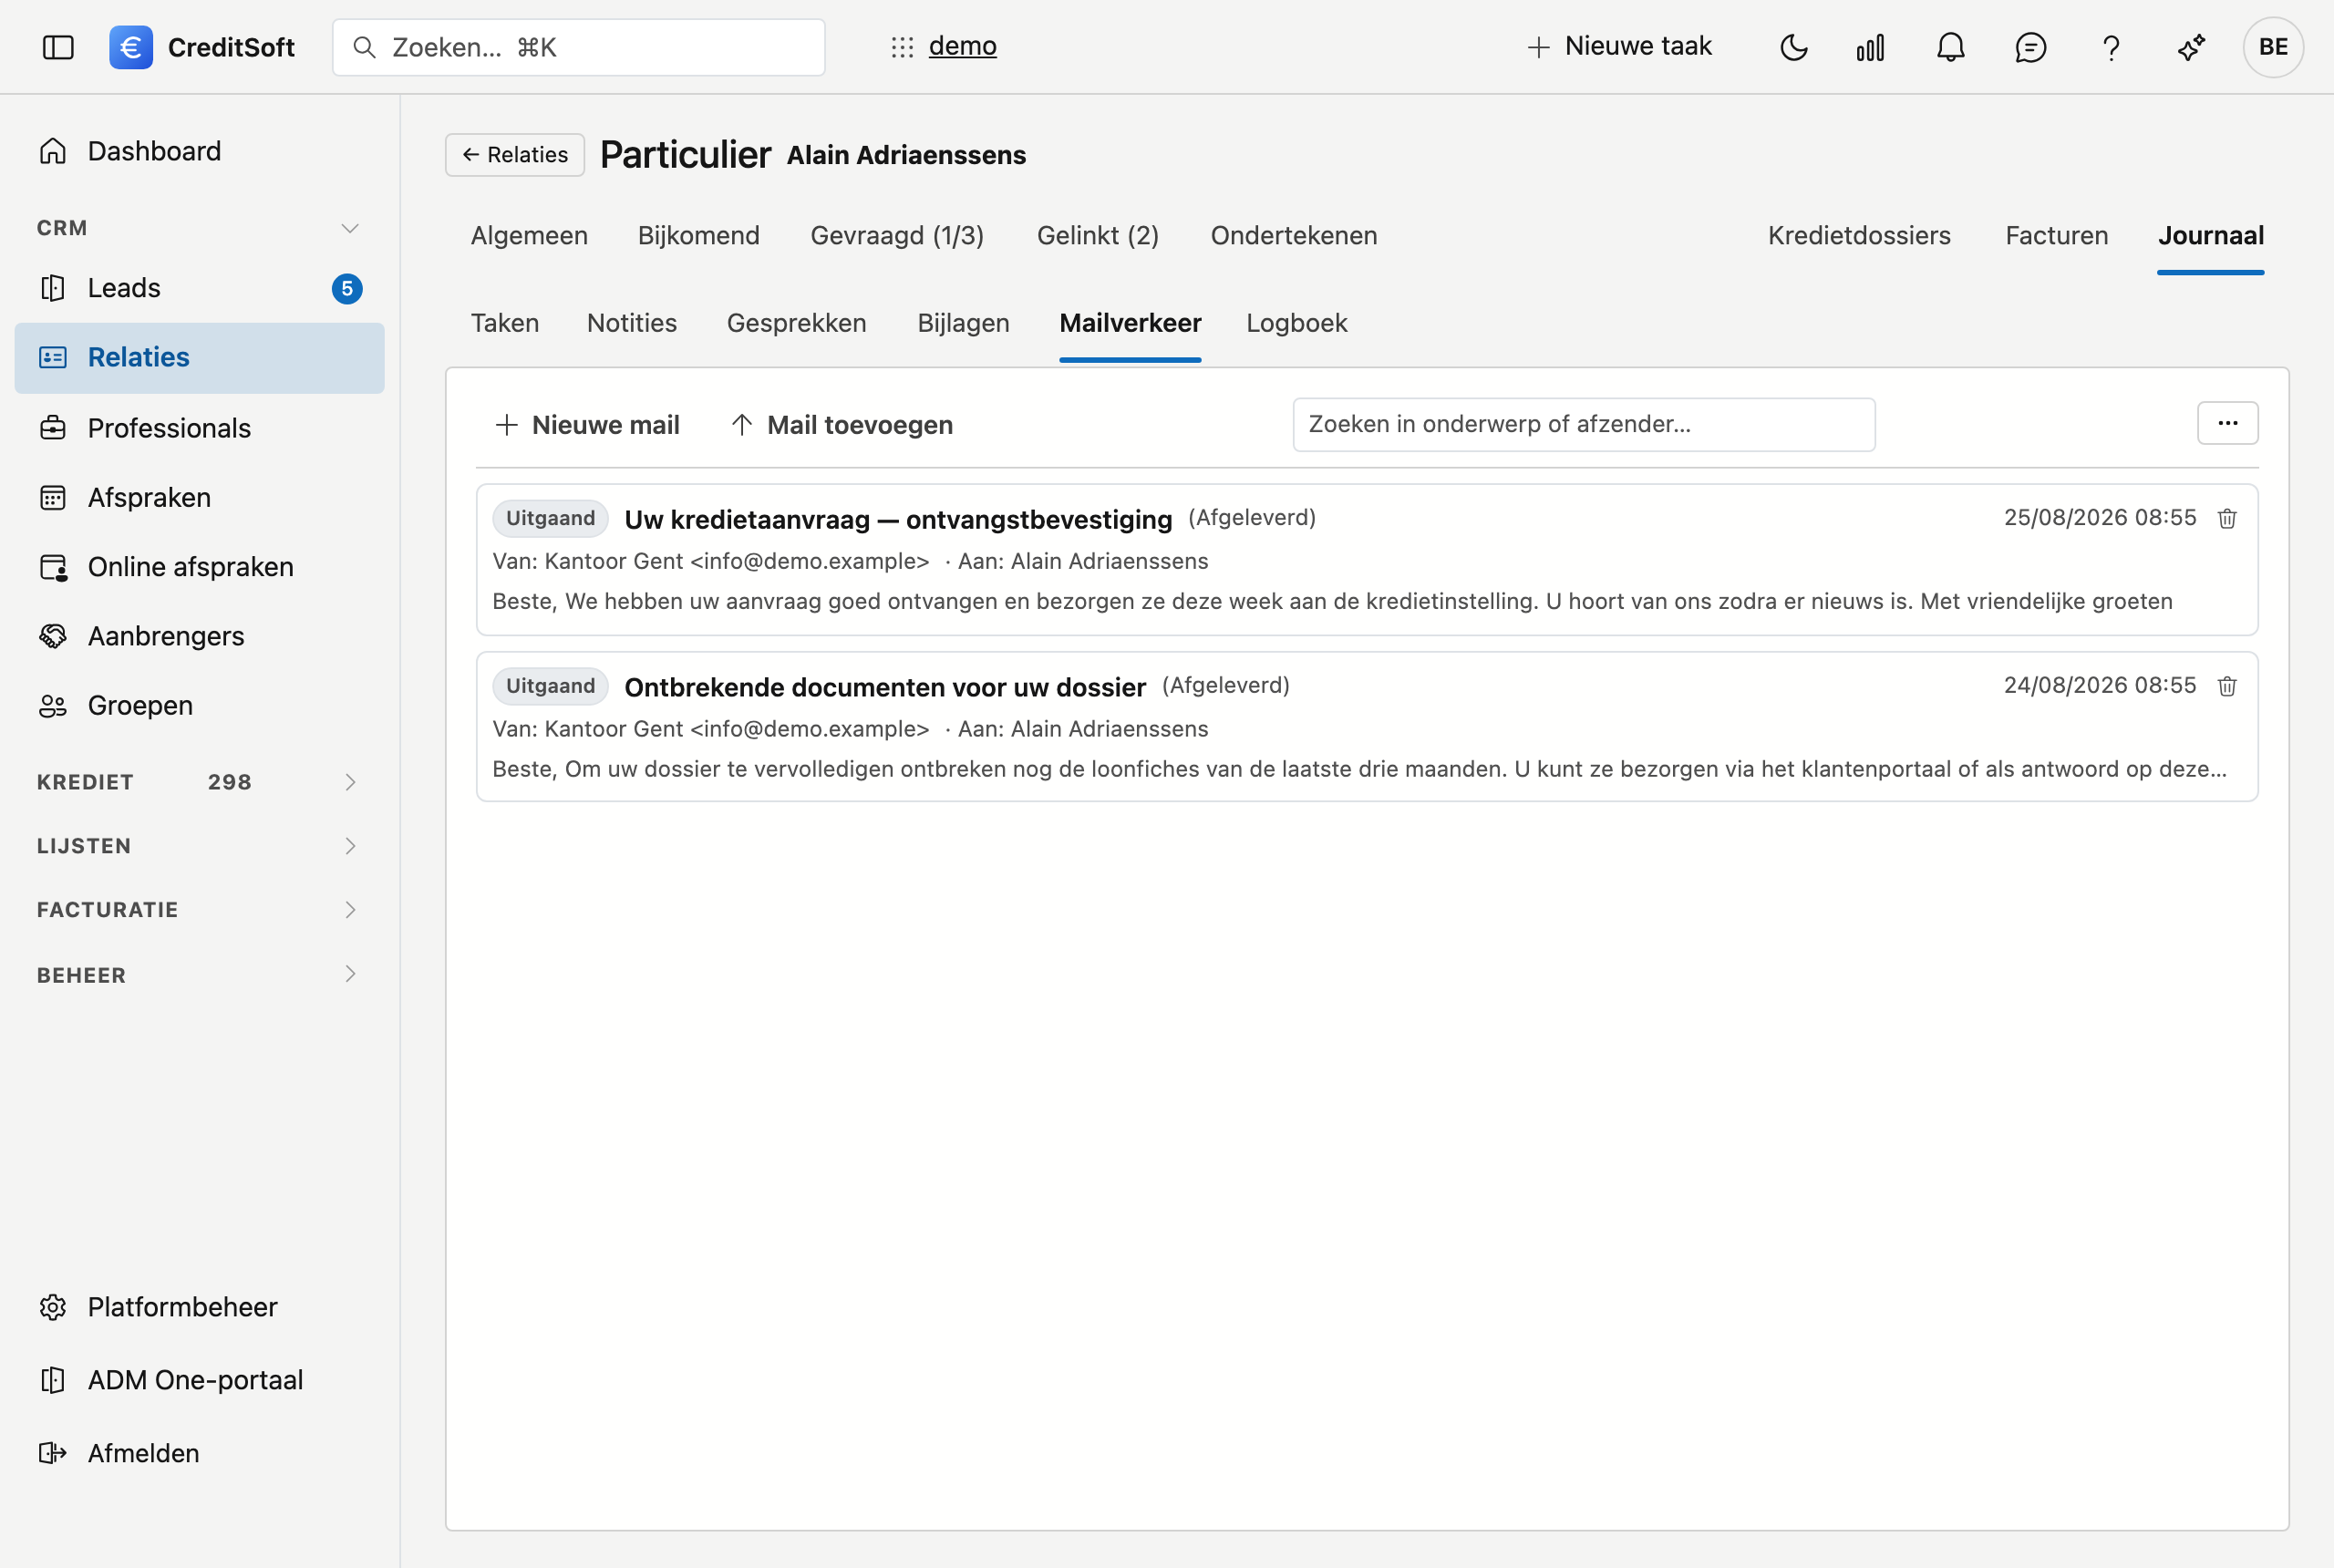 CreditSoft
Zoeken... ⌘K
demo
Nieuwe taak
BE
Dashboard
CRM
Leads 5
Relaties
Professionals
Afspraken
Online afspraken
Aanbrengers
Groepen
KREDIET 298
LIJSTEN
FACTURATIE
BEHEER
Platformbeheer
ADM One-portaal
Afmelden
← Relaties Particulier Alain Adriaenssens
Algemeen Bijkomend Gevraagd (1/3) Gelinkt (2) Ondertekenen Kredietdossiers Facturen Journaal
Taken Notities Gesprekken Bijlagen Mailverkeer Logboek
Nieuwe mail Mail toevoegen Zoeken in onderwerp of afzender... ...
Uitgaand Uw kredietaanvraag — ontvangstbevestiging (Afgeleverd) 25/08/2026 08:55
Van: Kantoor Gent <info@demo.example> · Aan: Alain Adriaenssens
Beste, We hebben uw aanvraag goed ontvangen en bezorgen ze deze week aan de kredietinstelling. U hoort van ons zodra er nieuws is. Met vriendelijke groeten
Uitgaand Ontbrekende documenten voor uw dossier (Afgeleverd) 24/08/2026 08:55
Van: Kantoor Gent <info@demo.example> · Aan: Alain Adriaenssens
Beste, Om uw dossier te vervolledigen ontbreken nog de loonfiches van de laatste drie maanden. U kunt ze bezorgen via het klantenportaal of als antwoord op deze...